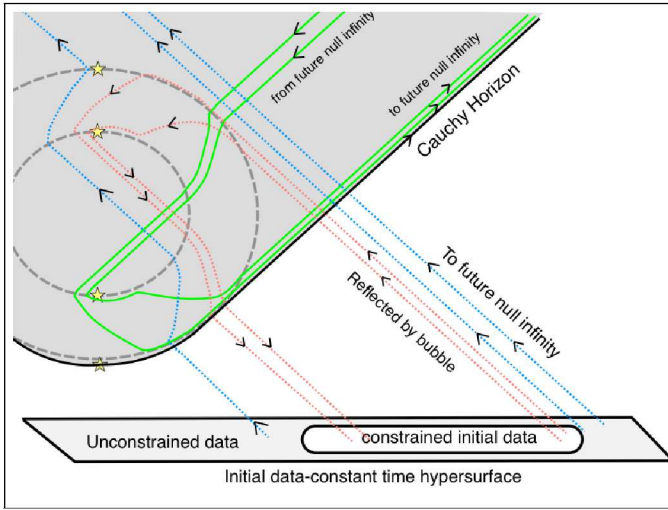 from future null infinity
to future null infinity
Cauchy Horizon
To future null infinity
Reflected by bubble
Unconstrained data
constrained initial data
Initial data-constant time hypersurface